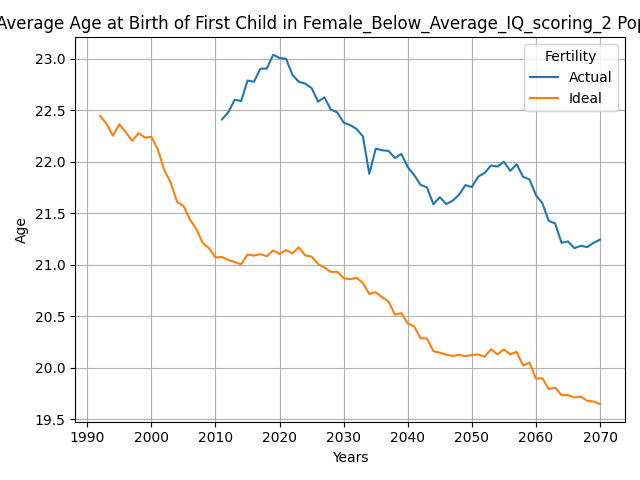 Average Age at Birth of First Child in Female_Below_Average_IQ_scoring_2 Pop
Fertility
Actual
Ideal
23.0
22.5
22.0
21.5
21.0
20.5
20.0
19.5
Age
1990 2000 2010 2020 2030 2040 2050 2060 2070
Years